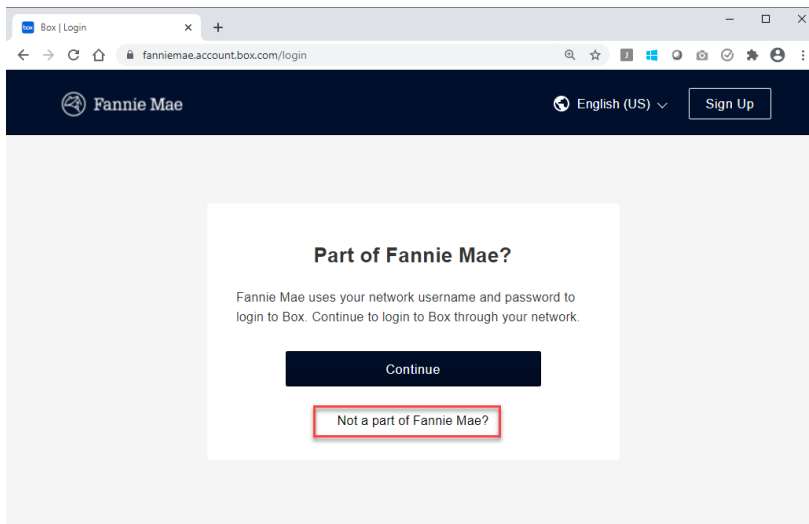 box Box | Login
fanniemae.account.box.com/login
J
Fannie Mae
English (US)
Sign Up
Part of Fannie Mae?
Fannie Mae uses your network username and password to
login to Box. Continue to login to Box through your network.
Continue
Not a part of Fannie Mae?